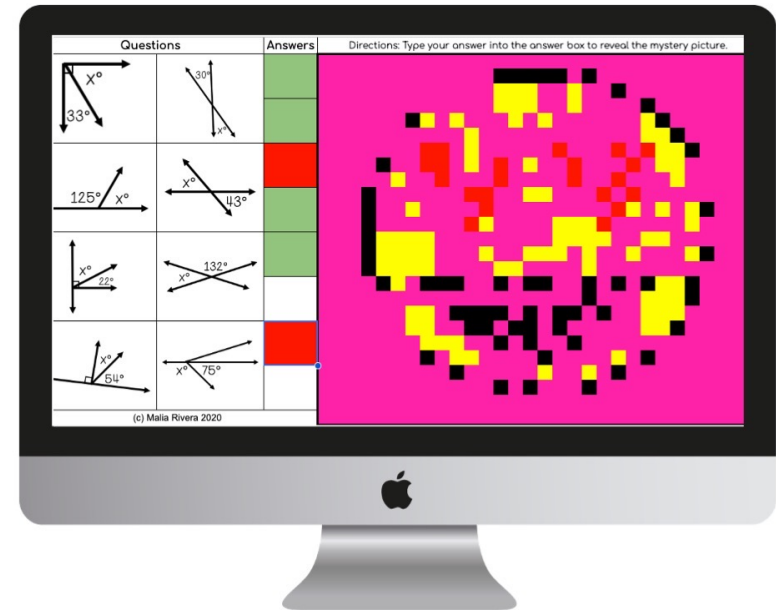 Questions
Answers
Directions: Type your answer into the answer box to reveal the mystery picture.
x°
33°
30°
x°
125° x°
x°
43°
x°
22°
132°
x°
x°
54°
x° 75°
(c) Malia Rivera 2020